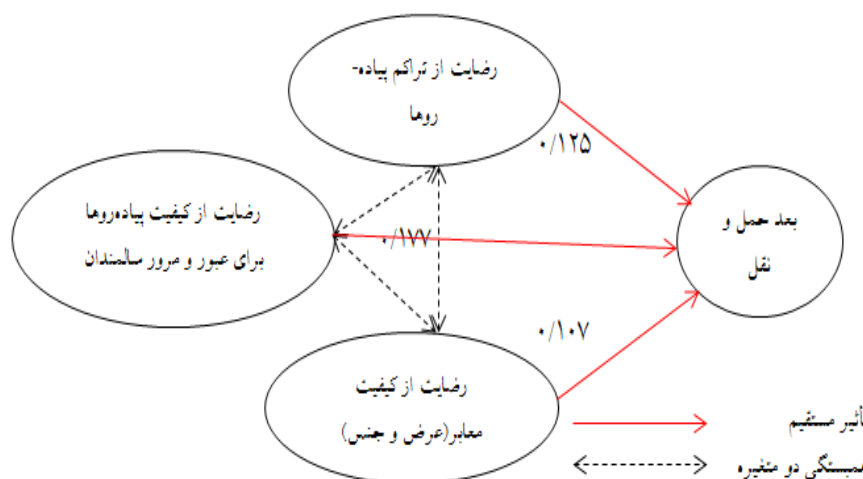 رضایت از تراکم پیاده-
روها
۰/۱۲۵
رضایت از کیفیت پیاده‌روها
برای عبور و مرور سالمندان
۰/۱۷۷
بعد حمل و
نقل
۰/۱۰۷
رضایت از کیفیت
معابر(عرض و جنس)
أثیر مستقیم
همبستگی دو متغیره